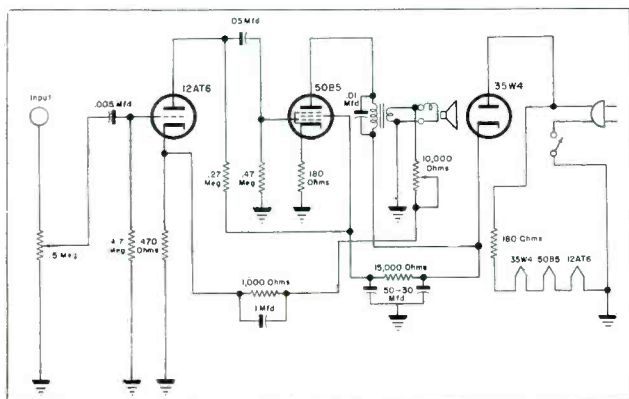 Input
.005 Mfd
12AT6
.05 Mfd
50B5
.01
Mfd
35W4
.5 Meg
4.7
Meg
470
Ohms
.27
Meg
.47
Meg
180
Ohms
10,000
Ohms
1,000 Ohms
.1 Mfd
15,000 Ohms
50-30
Mfd
180 Ohms
35W4 50B5 12AT6